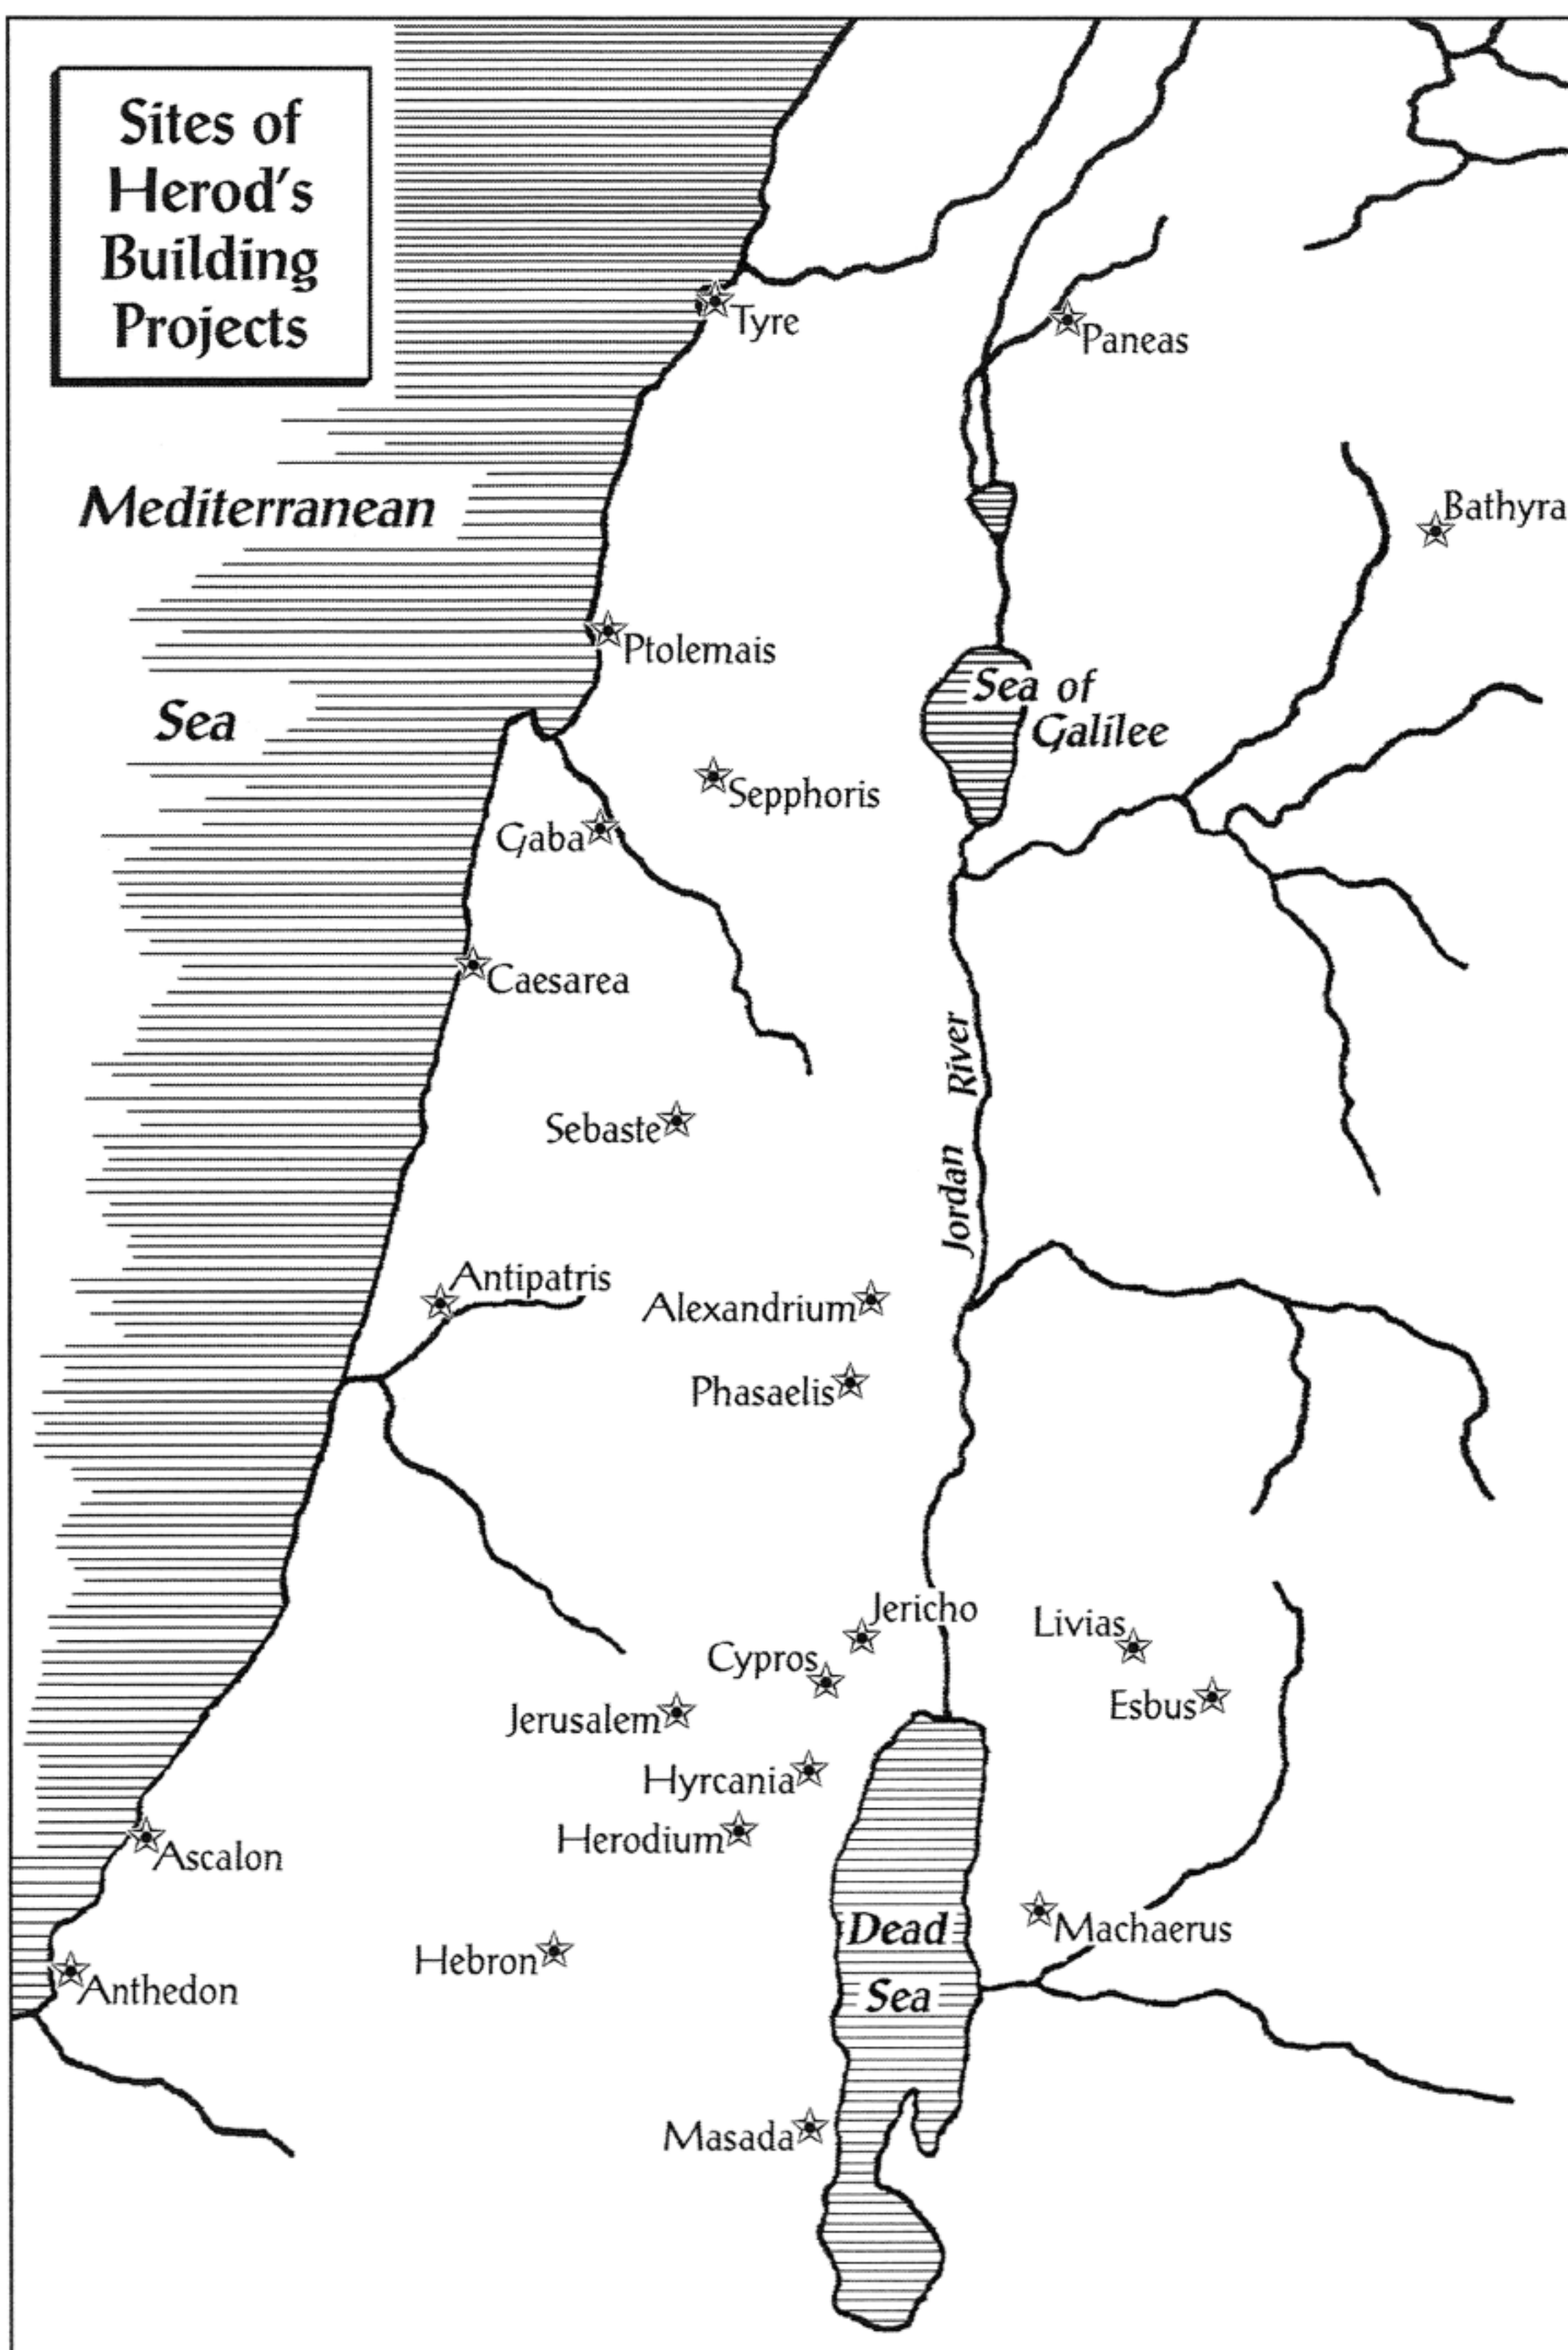 Sites of
Herod's
Building
Projects
Tyre
Paneas
Mediterranean
Bathyra
Ptolemais
Sea of
Galilee
Sea
Sepphoris
Gaba
Caesarea
Jordan River
Sebaste
Antipatris
Alexandrium
Phasaelis
Jericho
Livias
Cypros
Esbus
Jerusalem
Hyrcania
Herodium
Ascalon
Dead
Sea
Machaerus
Hebron
Anthedon
Masada